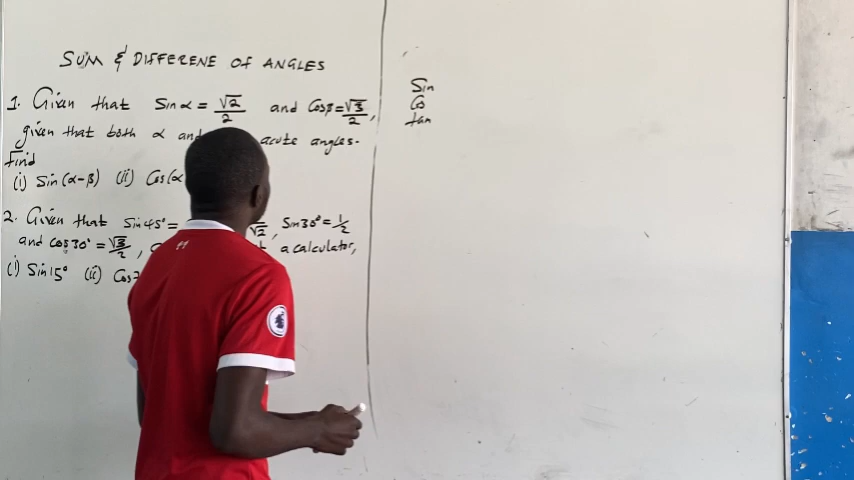 SUM & DIFFERENE OF ANGLES
1. Given that Sin α = √2/2 and Cosβ = √3/2,
given that both α and acute angles.
find
(i) Sin(α-β) (ii) Cos(α
2. Given that Sin45° = √2, Sin30° = 1/2
and cos30° = √3/2, a calculator,
(i) Sin15° (ii) Cos7
Sin
Co
tan